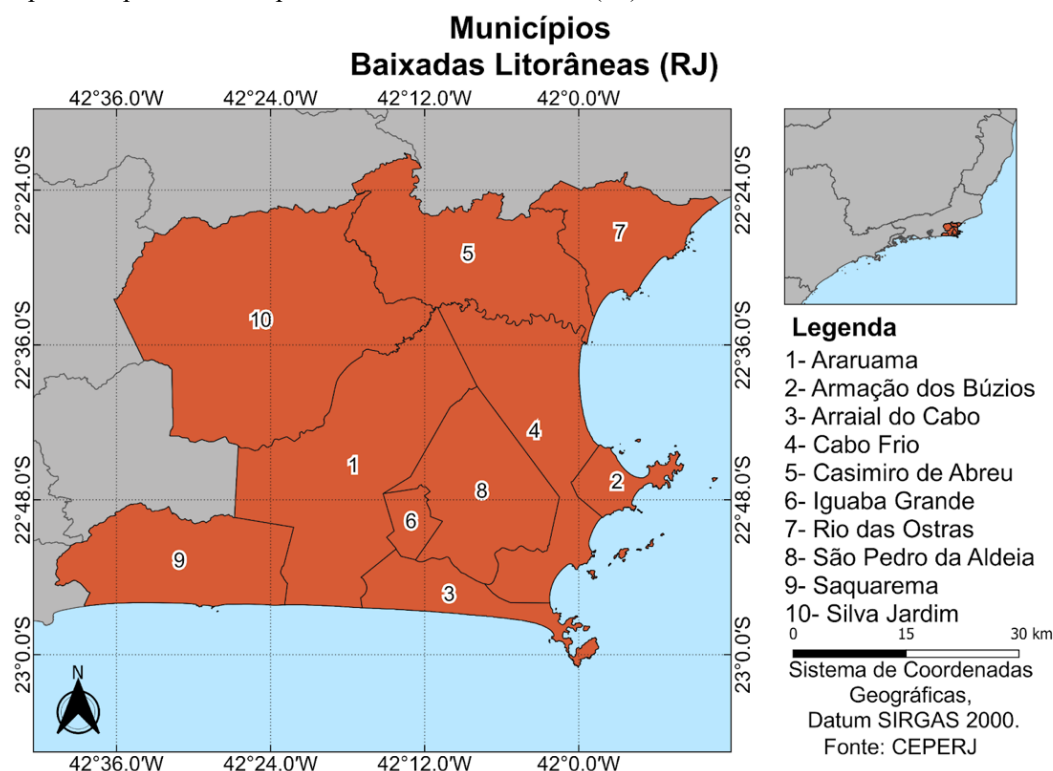 Municípios
Baixadas Litorâneas (RJ)
42°36.0'W 42°24.0'W 42°12.0'W 42°0.0'W
22°24.0'S 22°24.0'S
7
5
10
22°36.0'S 22°36.0'S
4
1
2
8
22°48.0'S 22°48.0'S
6
9
3
23°0.0'S 23°0.0'S
N
42°36.0'W 42°24.0'W 42°12.0'W 42°0.0'W
Legenda
1- Araruama
2- Armação dos Búzios
3- Arraial do Cabo
4- Cabo Frio
5- Casimiro de Abreu
6- Iguaba Grande
7- Rio das Ostras
8- São Pedro da Aldeia
9- Saquarema
10- Silva Jardim
0 15 30 km
Sistema de Coordenadas
Geográficas,
Datum SIRGAS 2000.
Fonte: CEPERJ